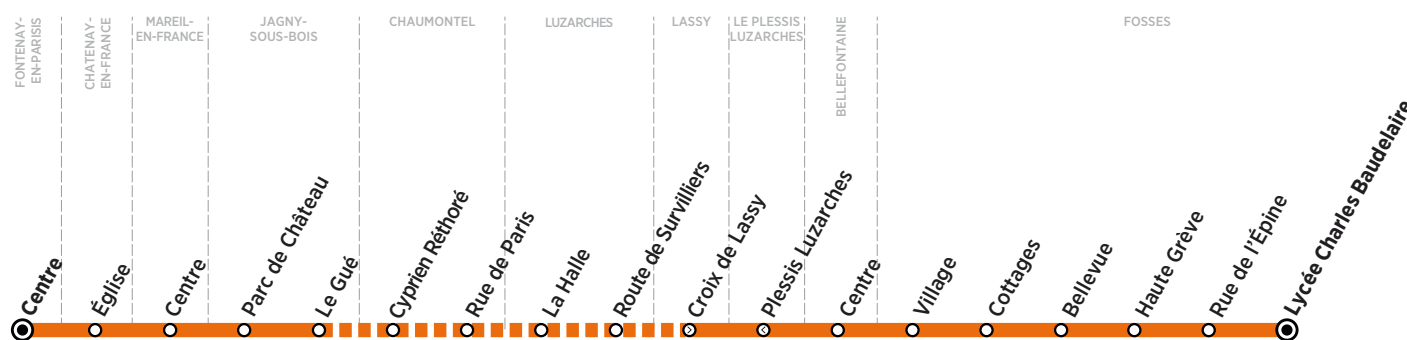 FONTENAY-
EN-PARISIS
CHATENAY-
EN-FRANCE
MAREIL-
EN-FRANCE
JAGNY-
SOUS-BOIS
CHAUMONTEL
LUZARCHES
LASSY
LE PLESSIS
LUZARCHES
BELLEFONTAINE
FOSSES
Centre
Église
Centre
Parc de Château
Le Gué
Cyprien Réthoré
Rue de Paris
La Halle
Route de Survilliers
Croix de Lassy
Plessis Luzarches
Centre
Village
Cottages
Bellevue
Haute Grève
Rue de l'Épine
Lycée Charles Baudelaire